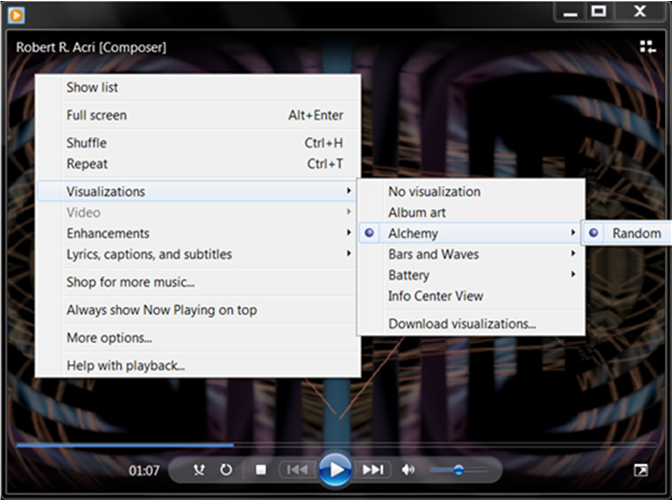 Robert R. Acri [Composer]
Show list
Full screen Alt+Enter
Shuffle Ctrl+H
Repeat Ctrl+T
Visualizations
Video
Enhancements
Lyrics, captions, and subtitles
Shop for more music...
Always show Now Playing on top
More options...
Help with playback...
No visualization
Album art
Alchemy
Bars and Waves
Battery
Info Center View
Download visualizations...
Random
01:07